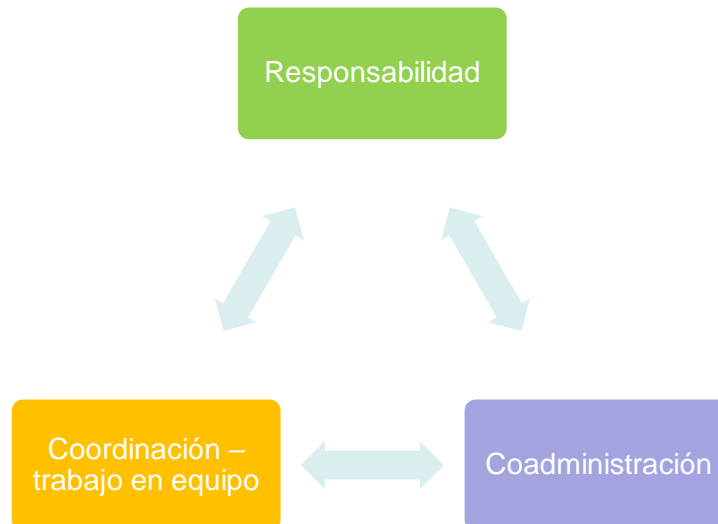 Responsabilidad
Coordinación –
trabajo en equipo
Coadministración